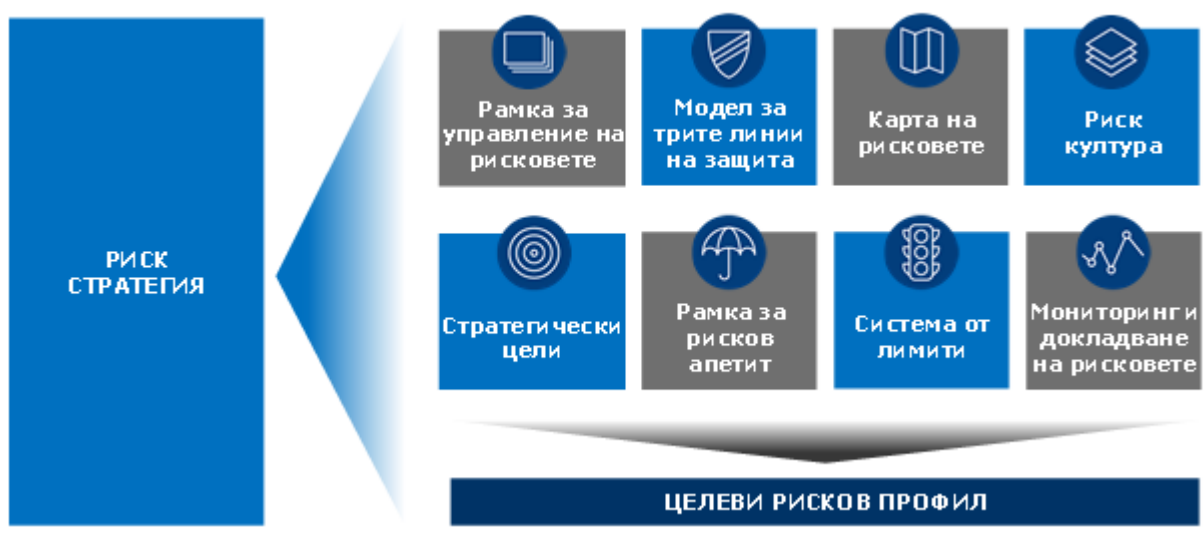 РИСК
СТРАТЕГИЯ
Рамка за
управление на
рисковете
Модел за
трите линии
на защита
Карта на
рисковете
Риск
култура
Стратегически
цели
Рамка за
рисков
апетит
Система от
лимити
Мониторинг и
докладване
на рисковете
ЦЕЛЕВИ РИСКОВ ПРОФИЛ